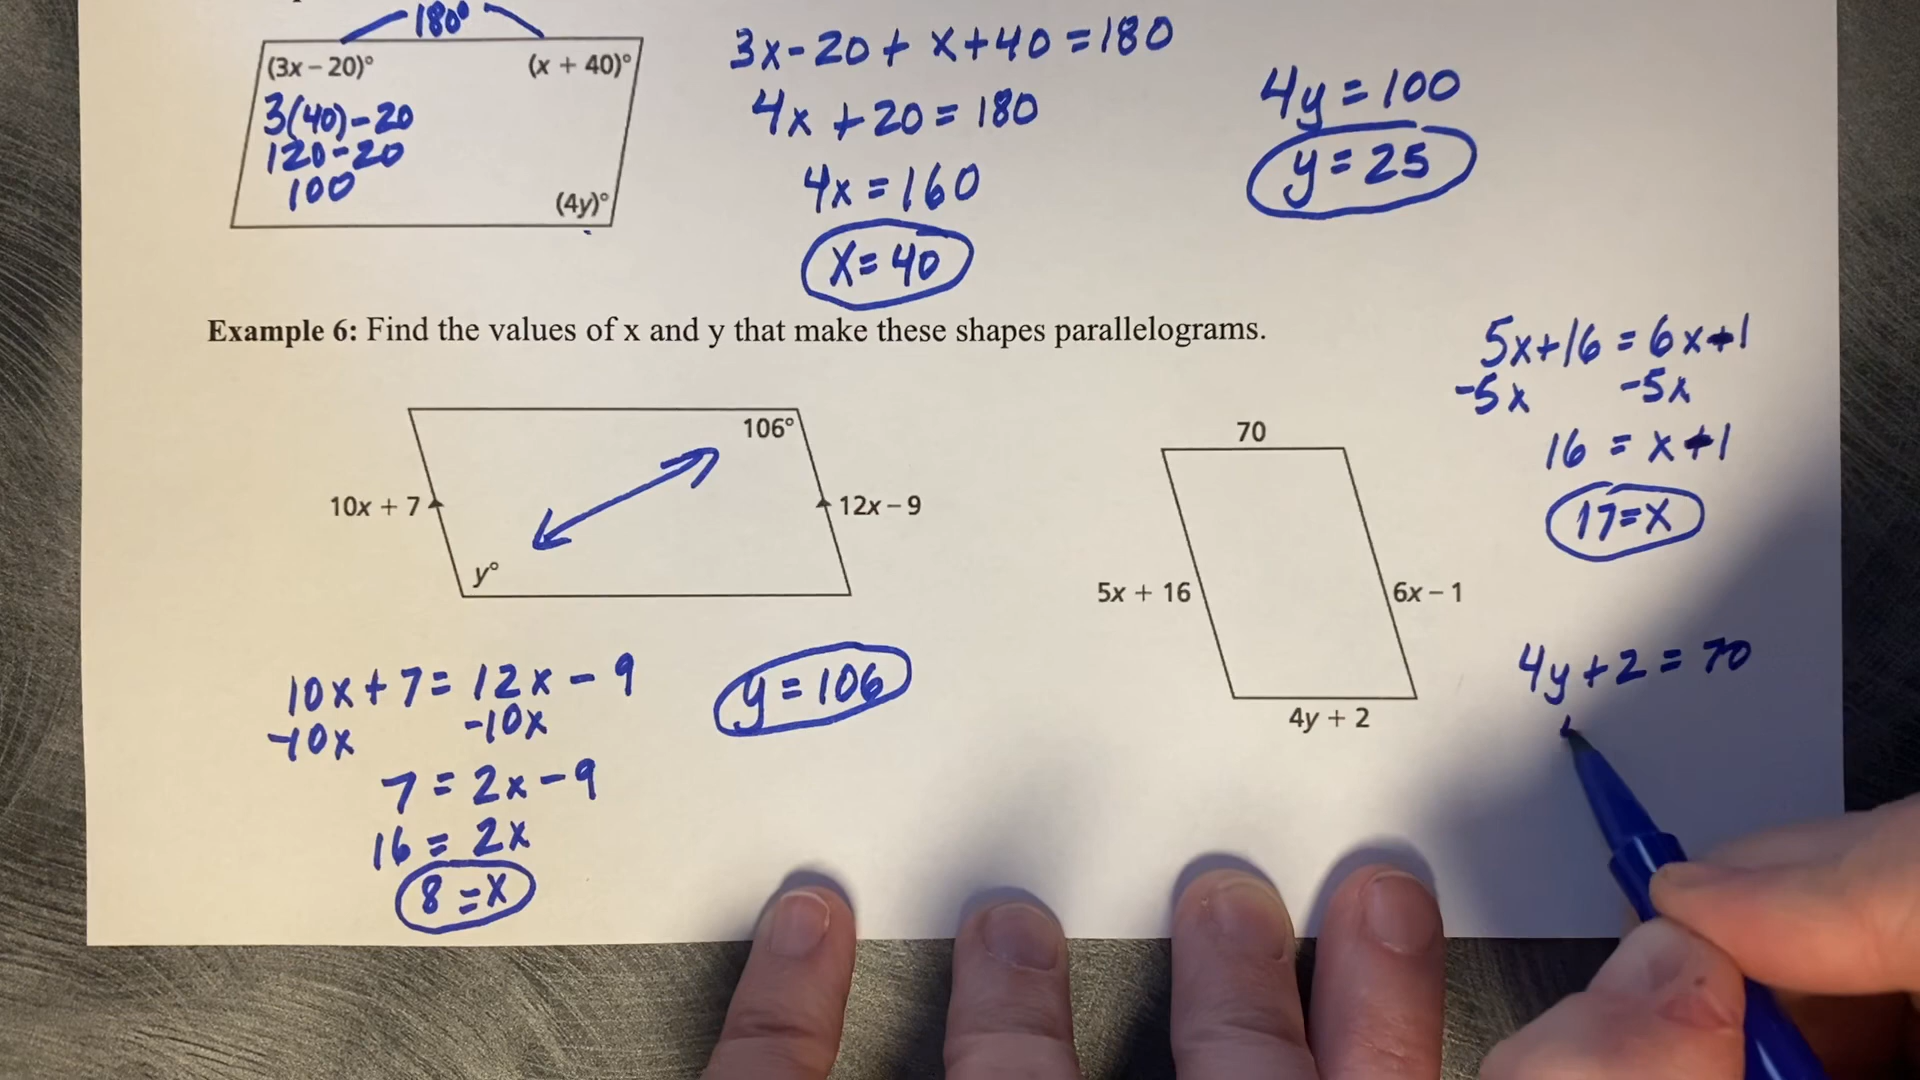 180°
(3x – 20)°
(x + 40)°
3(40)-20
120-20
100
(4y)°
3x-20+ x+40 =180
4x +20= 180
4x = 160
x= 40
4y = 100
y = 25
Example 6: Find the values of x and y that make these shapes parallelograms.
106°
10x + 7
12x – 9
y°
10x+7= 12x - 9
-10x -10x
7 = 2x-9
16 = 2x
8 =x
y = 106
70
5x + 16
6x – 1
4y + 2
5x+16 = 6x-1
-5x -5x
16 = x-1
17=x
4y+2=70